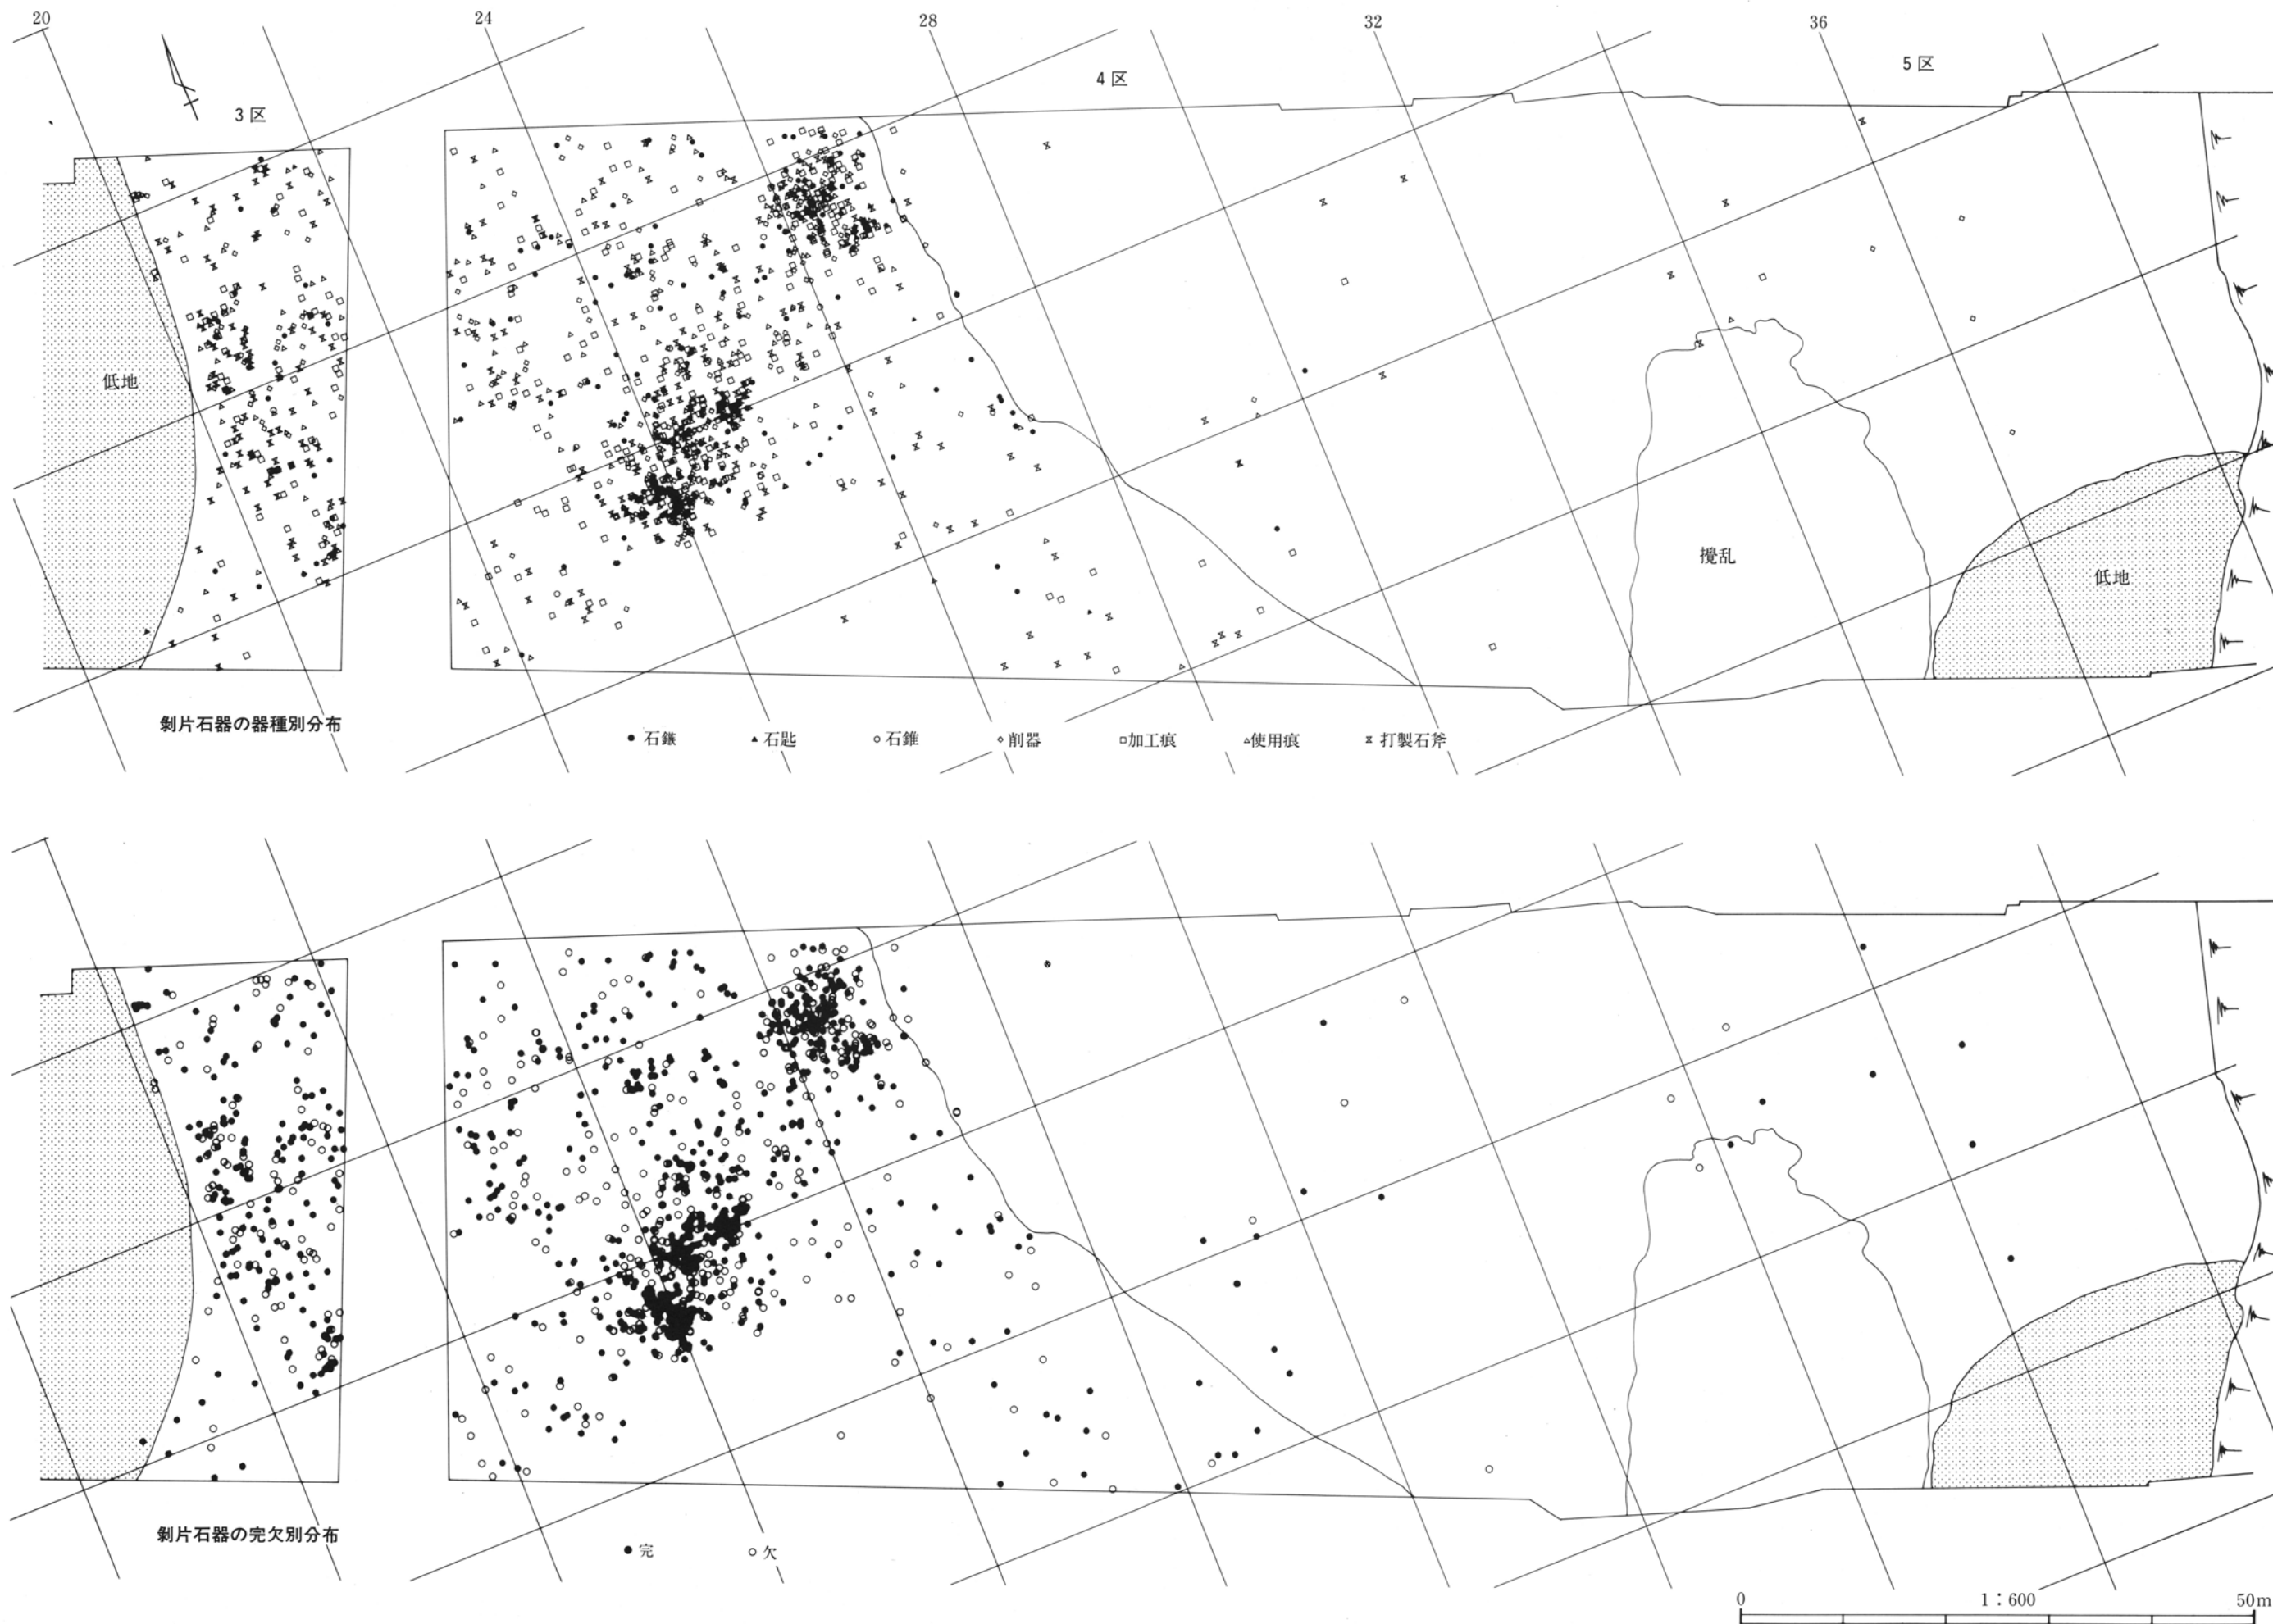 20 24 28 32 36
3区 4区 5区
低地
攪乱
低地
剝片石器の器種別分布
●石鏃 ▲石匙 ○石錐 ◇削器 □加工痕 △使用痕 打製石斧
剝片石器の完欠別分布
●完 ○欠
0 1：600 50m